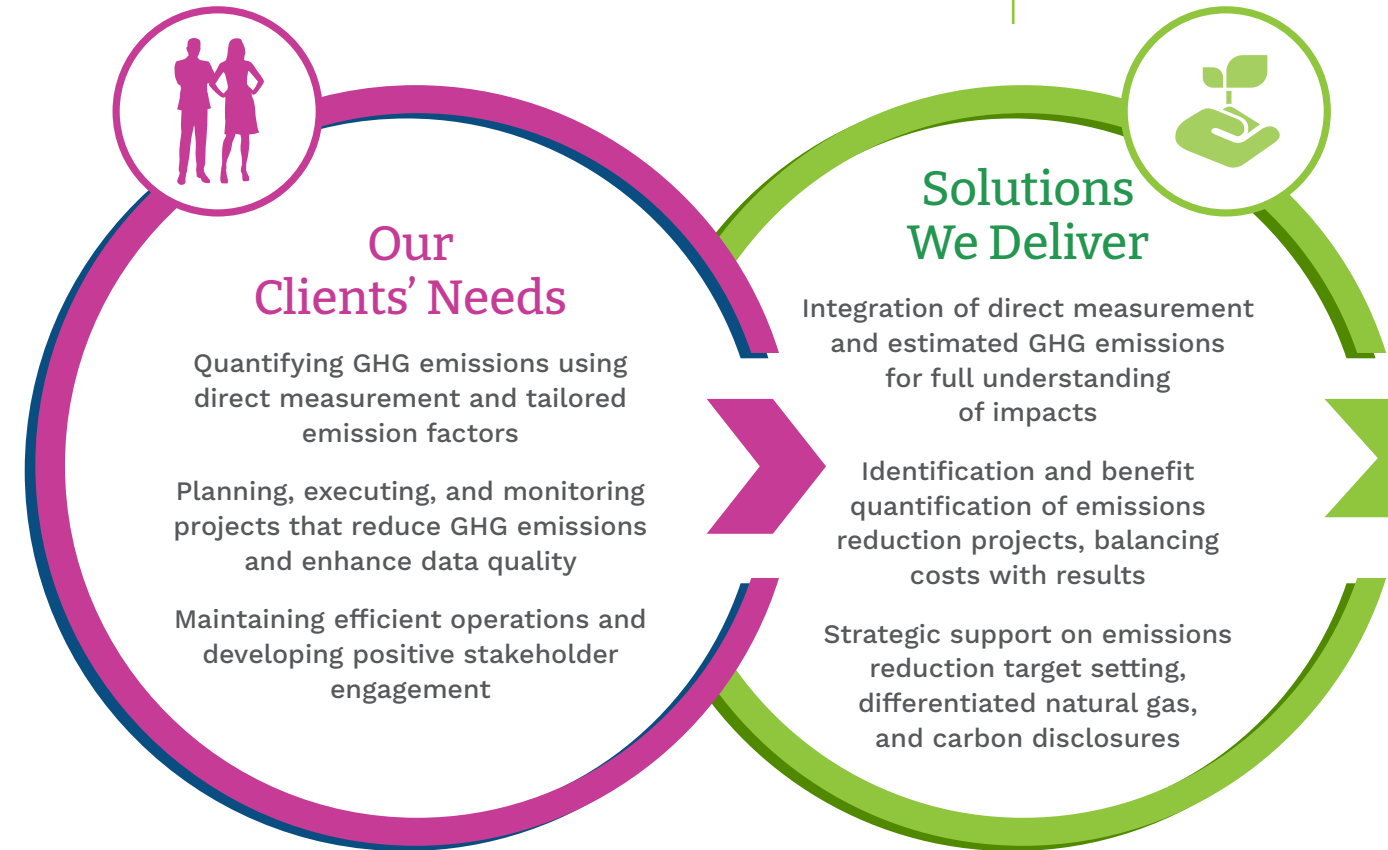 Our
Clients’ Needs
Quantifying GHG emissions using
direct measurement and tailored
emission factors
Planning, executing, and monitoring
projects that reduce GHG emissions
and enhance data quality
Maintaining efficient operations and
developing positive stakeholder
engagement
Solutions
We Deliver
Integration of direct measurement
and estimated GHG emissions
for full understanding
of impacts
Identification and benefit
quantification of emissions
reduction projects, balancing
costs with results
Strategic support on emissions
reduction target setting,
differentiated natural gas,
and carbon disclosures